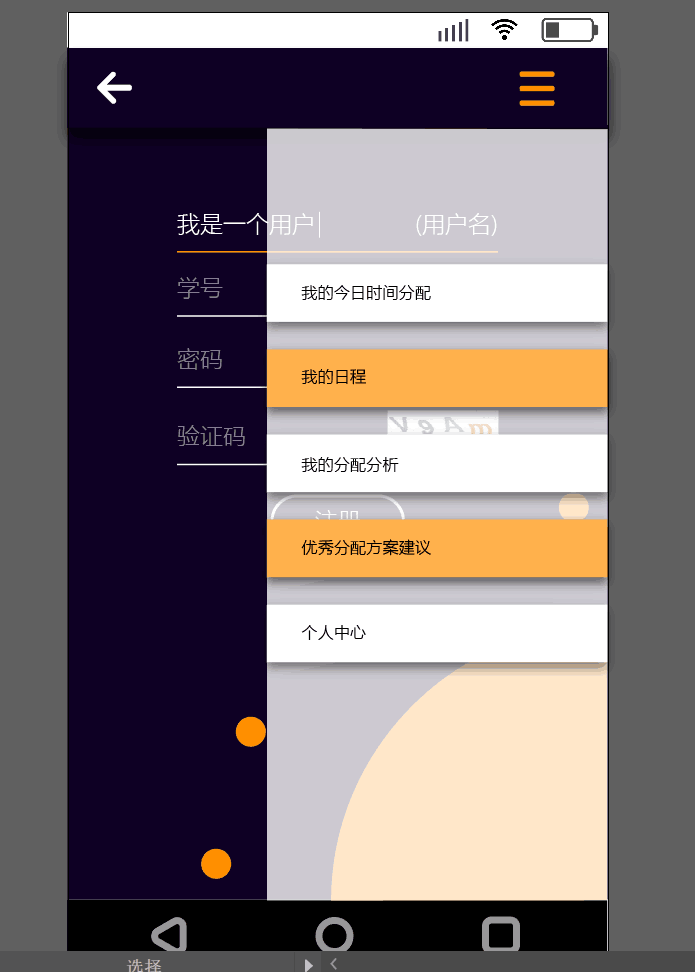 我是一个用户 (用户名)
学号
我的今日时间分配
密码
我的日程
验证码
我的分配分析
注册
优秀分配方案建议
个人中心
选择